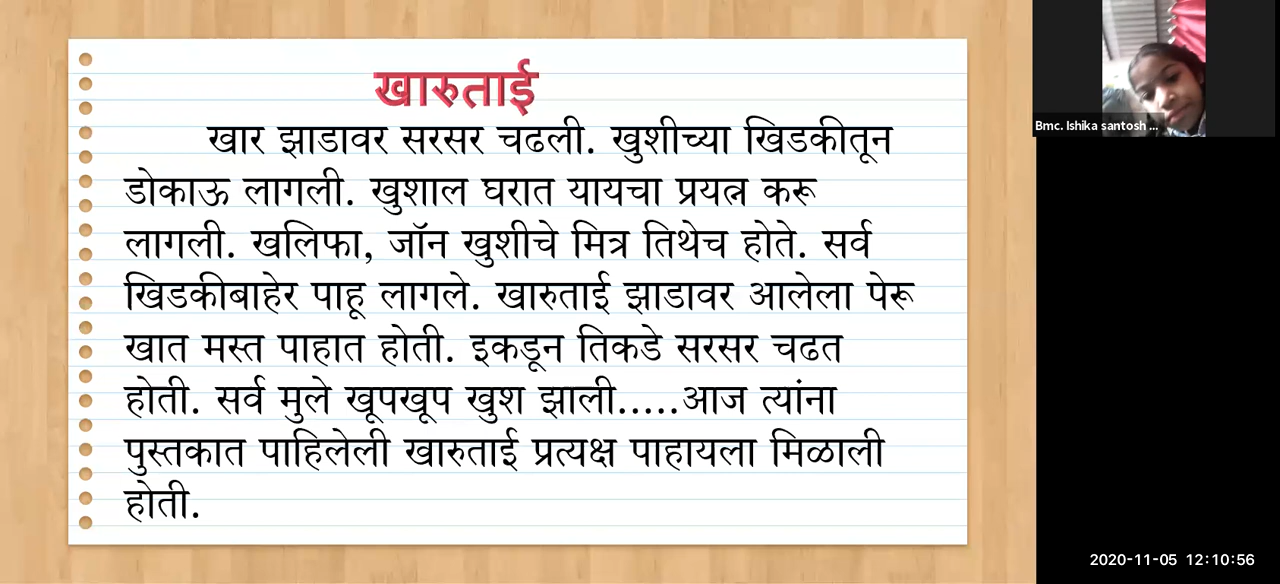 खारुताई
खार झाडावर सरसर चढली. खुशीच्या खिडकीतून
डोकाऊ लागली. खुशाल घरात यायचा प्रयत्न करू
लागली. खलिफा, जॉन खुशीचे मित्र तिथेच होते. सर्व
खिडकीबाहेर पाहू लागले. खारुताई झाडावर आलेला पेरू
खात मस्त पाहात होती. इकडून तिकडे सरसर चढत
होती. सर्व मुले खूपखूप खुश झाली.....आज त्यांना
पुस्तकात पाहिलेली खारुताई प्रत्यक्ष पाहायला मिळाली
होती.
Bmc. Ishika santosh ...
2020-11-05 12:10:56